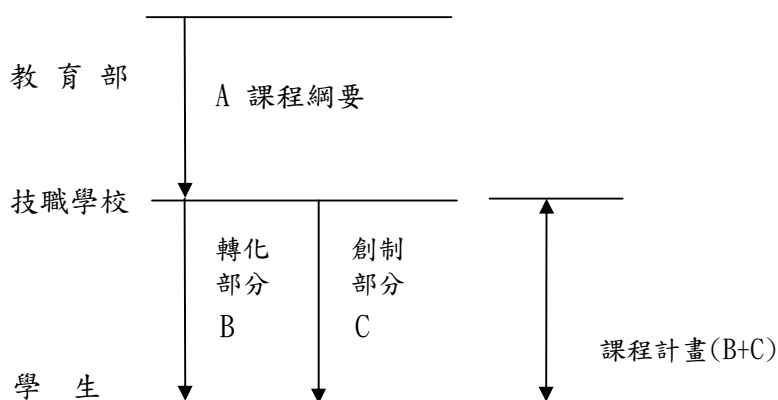 教 育 部
A 課程綱要
技職學校
轉化
部分
B
創制
部分
C
課程計畫(B+C)
學 生